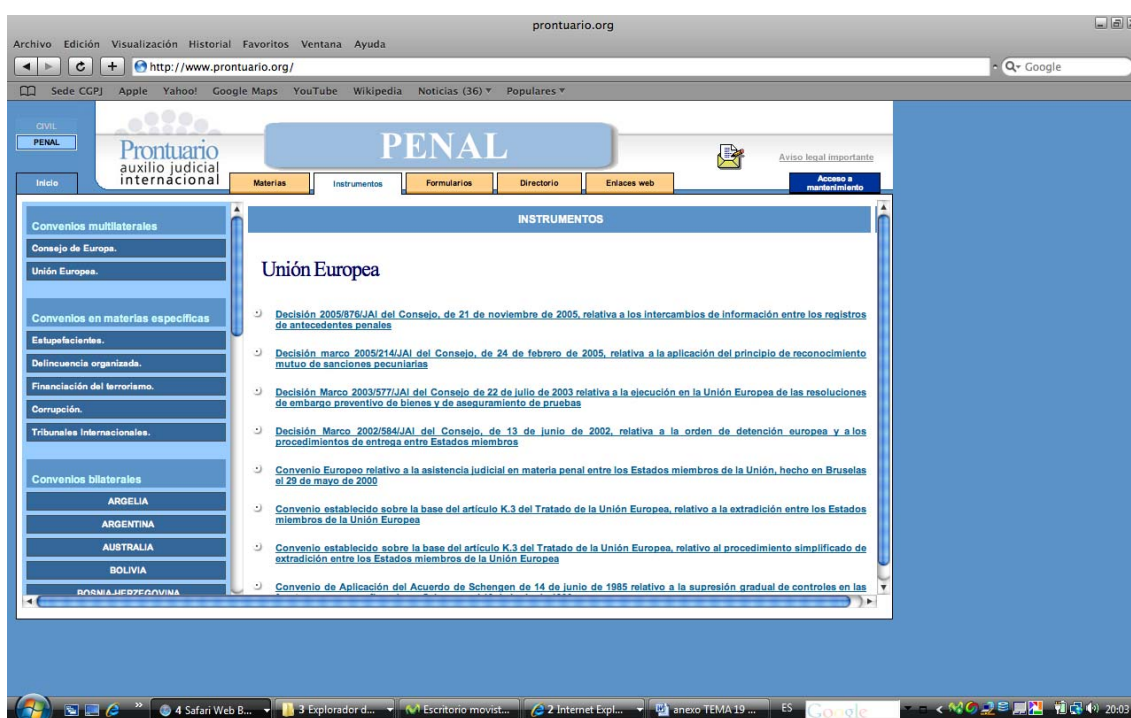 prontuario.org
Archivo Edición Visualización Historial Favoritos Ventana Ayuda
http://www.prontuario.org/
Google
Sede CGPJ Apple Yahoo! Google Maps YouTube Wikipedia Noticias (36) Populares
CIVIL
PENAL
Prontuario
auxilio judicial
internacional
PENAL
Aviso legal importante
Inicio
Materias
Instrumentos
Formularios
Directorio
Enlaces web
Acceso a
mantenimiento
Convenios multilaterales
Consejo de Europa.
Unión Europea.
Convenios en materias específicas
Estupefacientes.
Delincuencia organizada.
Financiación del terrorismo.
Corrupción.
Tribunales Internacionales.
Convenios bilaterales
ARGELIA
ARGENTINA
AUSTRALIA
BOLIVIA
BOSNIA-HERZEGOVINA
INSTRUMENTOS
Unión Europea
Decisión 2005/876/JAI del Consejo, de 21 de noviembre de 2005, relativa a los intercambios de información entre los registros
de antecedentes penales
Decisión marco 2005/214/JAI del Consejo, de 24 de febrero de 2005, relativa a la aplicación del principio de reconocimiento
mutuo de sanciones pecuniarias
Decisión Marco 2003/577/JAI del Consejo de 22 de julio de 2003 relativa a la ejecución en la Unión Europea de las resoluciones
de embargo preventivo de bienes y de aseguramiento de pruebas
Decisión Marco 2002/584/JAI del Consejo, de 13 de junio de 2002, relativa a la orden de detención europea y a los
procedimientos de entrega entre Estados miembros
Convenio Europeo relativo a la asistencia judicial en materia penal entre los Estados miembros de la Unión, hecho en Bruselas
el 29 de mayo de 2000
Convenio establecido sobre la base del artículo K.3 del Tratado de la Unión Europea, relativo a la extradición entre los Estados
miembros de la Unión Europea
Convenio establecido sobre la base del artículo K.3 del Tratado de la Unión Europea, relativo al procedimiento simplificado de
extradición entre los Estados miembros de la Unión Europea
Convenio de Aplicación del Acuerdo de Schengen de 14 de junio de 1985 relativo a la supresión gradual de controles en las
4 Safari Web B... 3 Explorador d... Escritorio movist... 2 Internet Expl... anexo TEMA 19 ... ES Google 20:03